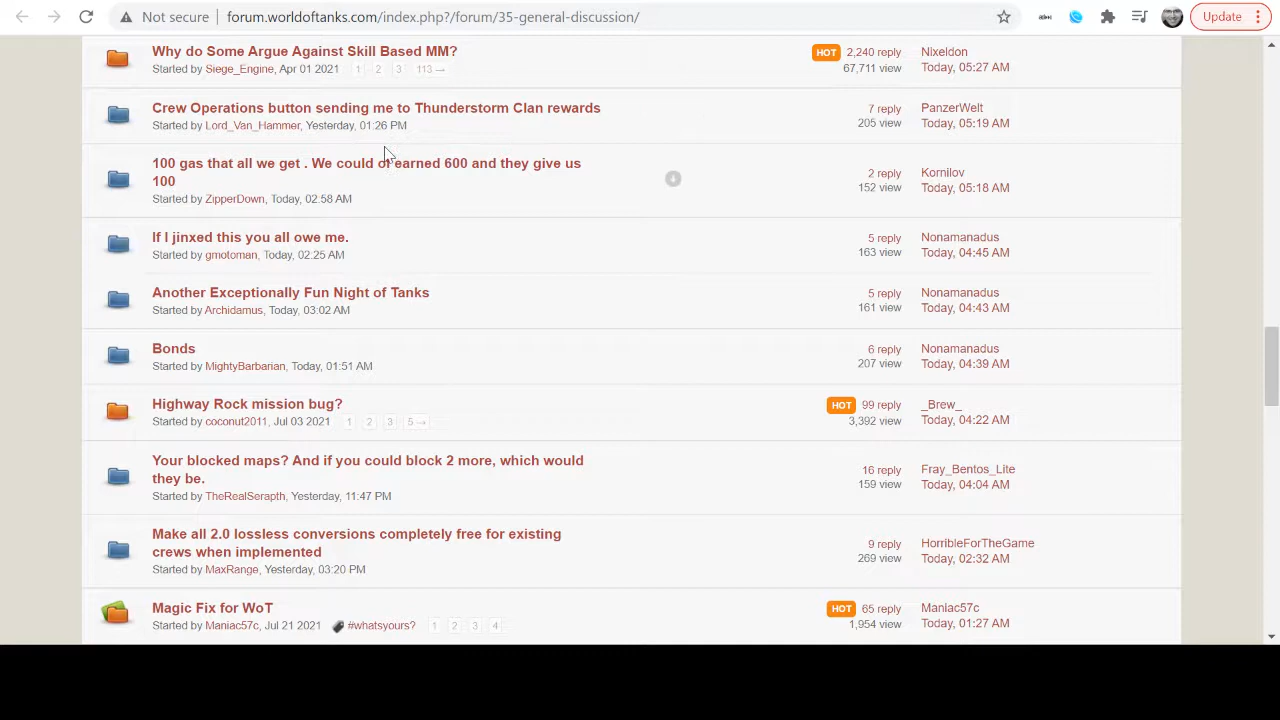 Not secure forum.worldoftanks.com/index.php?/forum/35-general-discussion/ Update
Why do Some Argue Against Skill Based MM?
Started by Siege_Engine, Apr 01 2021 1 2 3 113 →
HOT 2,240 reply
67,711 view
Nixeldon
Today, 05:27 AM
Crew Operations button sending me to Thunderstorm Clan rewards
Started by Lord_Van_Hammer, Yesterday, 01:26 PM
7 reply
205 view
PanzerWelt
Today, 05:19 AM
100 gas that all we get . We could of earned 600 and they give us
100
Started by ZipperDown, Today, 02:58 AM
2 reply
152 view
Kornilov
Today, 05:18 AM
If I jinxed this you all owe me.
Started by gmotoman, Today, 02:25 AM
5 reply
163 view
Nonamanadus
Today, 04:45 AM
Another Exceptionally Fun Night of Tanks
Started by Archidamus, Today, 03:02 AM
5 reply
161 view
Nonamanadus
Today, 04:43 AM
Bonds
Started by MightyBarbarian, Today, 01:51 AM
6 reply
207 view
Nonamanadus
Today, 04:39 AM
Highway Rock mission bug?
Started by coconut2011, Jul 03 2021 1 2 3 5 →
HOT 99 reply
3,392 view
_Brew_
Today, 04:22 AM
Your blocked maps? And if you could block 2 more, which would
they be.
Started by TheRealSerapth, Yesterday, 11:47 PM
16 reply
159 view
Fray_Bentos_Lite
Today, 04:04 AM
Make all 2.0 lossless conversions completely free for existing
crews when implemented
Started by MaxRange, Yesterday, 03:20 PM
9 reply
269 view
HorribleForTheGame
Today, 02:32 AM
Magic Fix for WoT
Started by Maniac57c, Jul 21 2021 #whatsyours? 1 2 3 4
HOT 65 reply
1,954 view
Maniac57c
Today, 01:27 AM